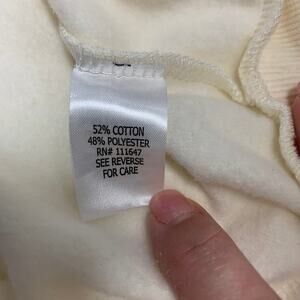 52% COTTON
48% POLYESTER
RN# 111647
SEE REVERSE
FOR CARE